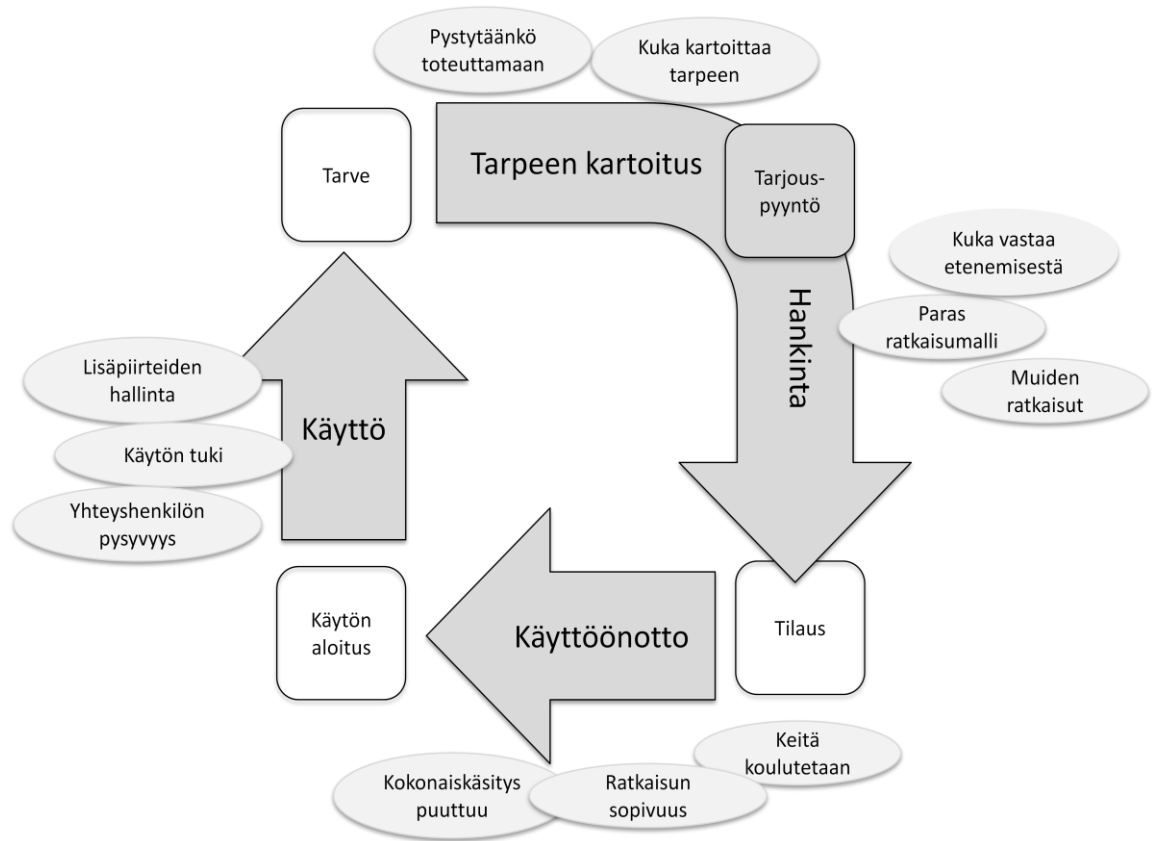 Pystytäänkö
toteuttamaan
Kuka kartoittaa
tarpeen
Tarve
Tarpeen kartoitus
Tarjous-
pyyntö
Kuka vastaa
etenemisestä
Hankinta
Paras
ratkaisumalli
Muiden
ratkaisut
Lisäpiirteiden
hallinta
Käyttö
Käytön tuki
Yhteyshenkilön
pysyvyys
Käytön
aloitus
Käyttöönotto
Tilaus
Keitä
koulutetaan
Kokonaiskäsitys
puuttuu
Ratkaisun
sopivuus